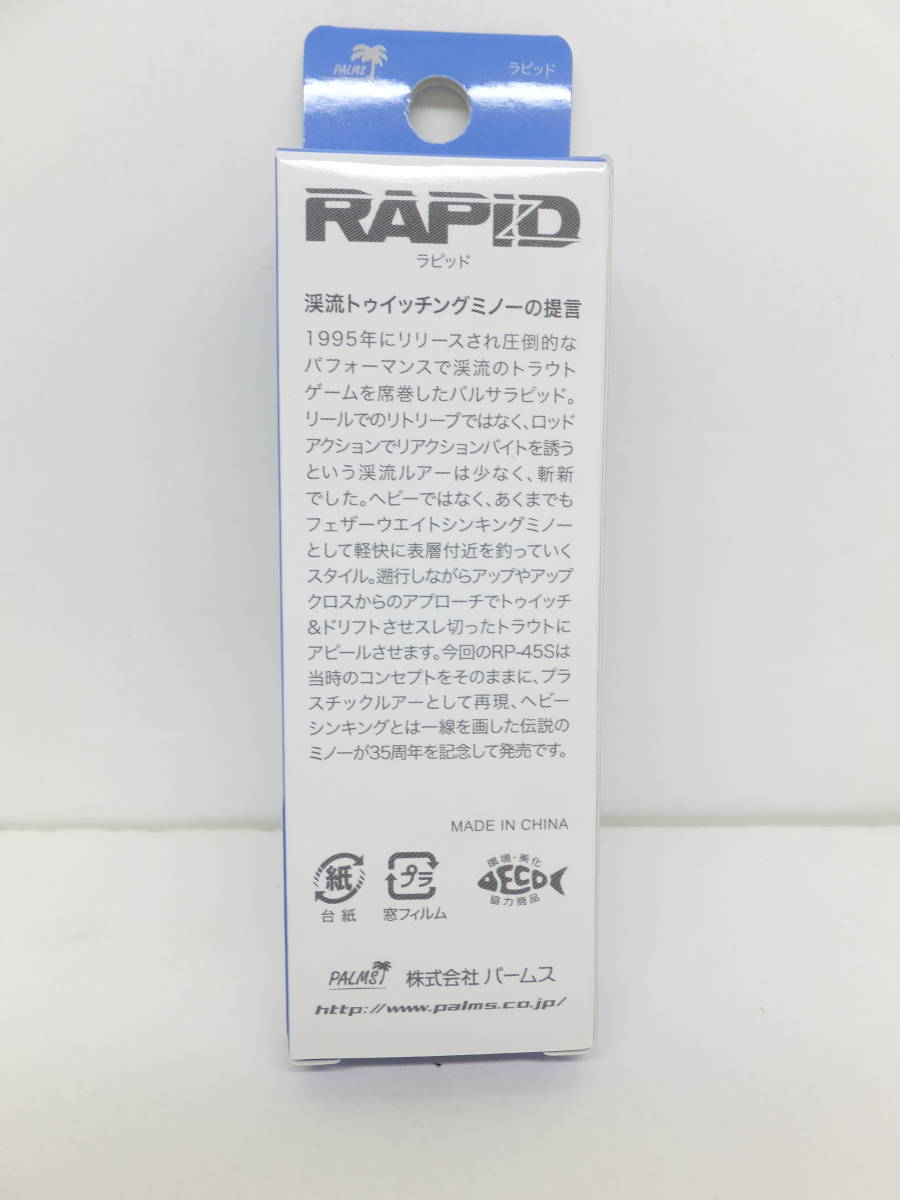 PALMS
ラピッド
RAPID
ラピッド
渓流トゥイッチングミノーの提言
1995年にリリースされ圧倒的な
パフォーマンスで渓流のトラウト
ゲームを席巻したバルサラピッド。
リールでのリトリーブではなく、ロッド
アクションでリアクションバイトを誘う
という渓流ルアーは少なく、斬新
でした。ヘビーではなく、あくまでも
フェザーウエイトシンキングミノー
として軽快に表層付近を釣っていく
スタイル。遡行しながらアップやアップ
クロスからのアプローチでトゥイッチ
&ドリフトさせスレ切ったトラウトに
アピールさせます。今回のRP-45Sは
当時のコンセプトをそのままに、プラ
スチックルアーとして再現、ヘビー
シンキングとは一線を画した伝説の
ミノーが35周年を記念して発売です。
MADE IN CHINA
紙
台紙
プラ
窓フィルム
環境・美化
ECO
協力商品
PALMS 株式会社 パームス
http://www.palms.co.jp/